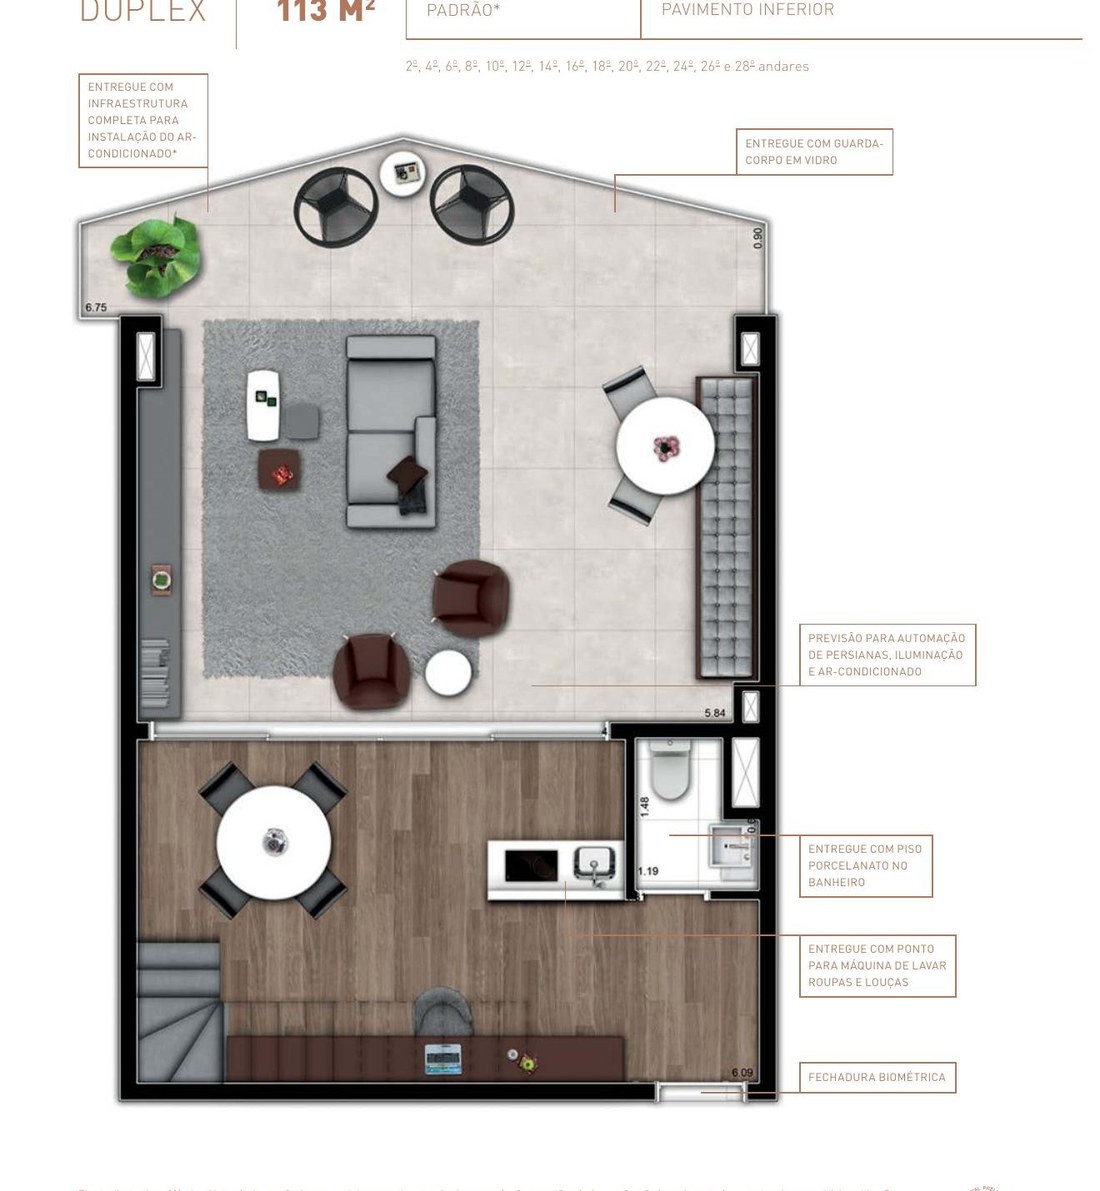 DUPLEX
113 M²
PADRÃO*
PAVIMENTO INFERIOR
2º, 4º, 6º, 8º, 10º, 12º, 14º, 16º, 18º, 20º, 22º, 24º, 26º e 28º andares
ENTREGUE COM
INFRAESTRUTURA
COMPLETA PARA
INSTALAÇÃO DO AR-
CONDICIONADO*
ENTREGUE COM GUARDA-
CORPO EM VIDRO
0.90
6.75
PREVISÃO PARA AUTOMAÇÃO
DE PERSIANAS, ILUMINAÇÃO
E AR-CONDICIONADO
5.84
1.48
1.19
ENTREGUE COM PISO
PORCELANATO NO
BANHEIRO
ENTREGUE COM PONTO
PARA MÁQUINA DE LAVAR
ROUPAS E LOUÇAS
6.09
FECHADURA BIOMÉTRICA